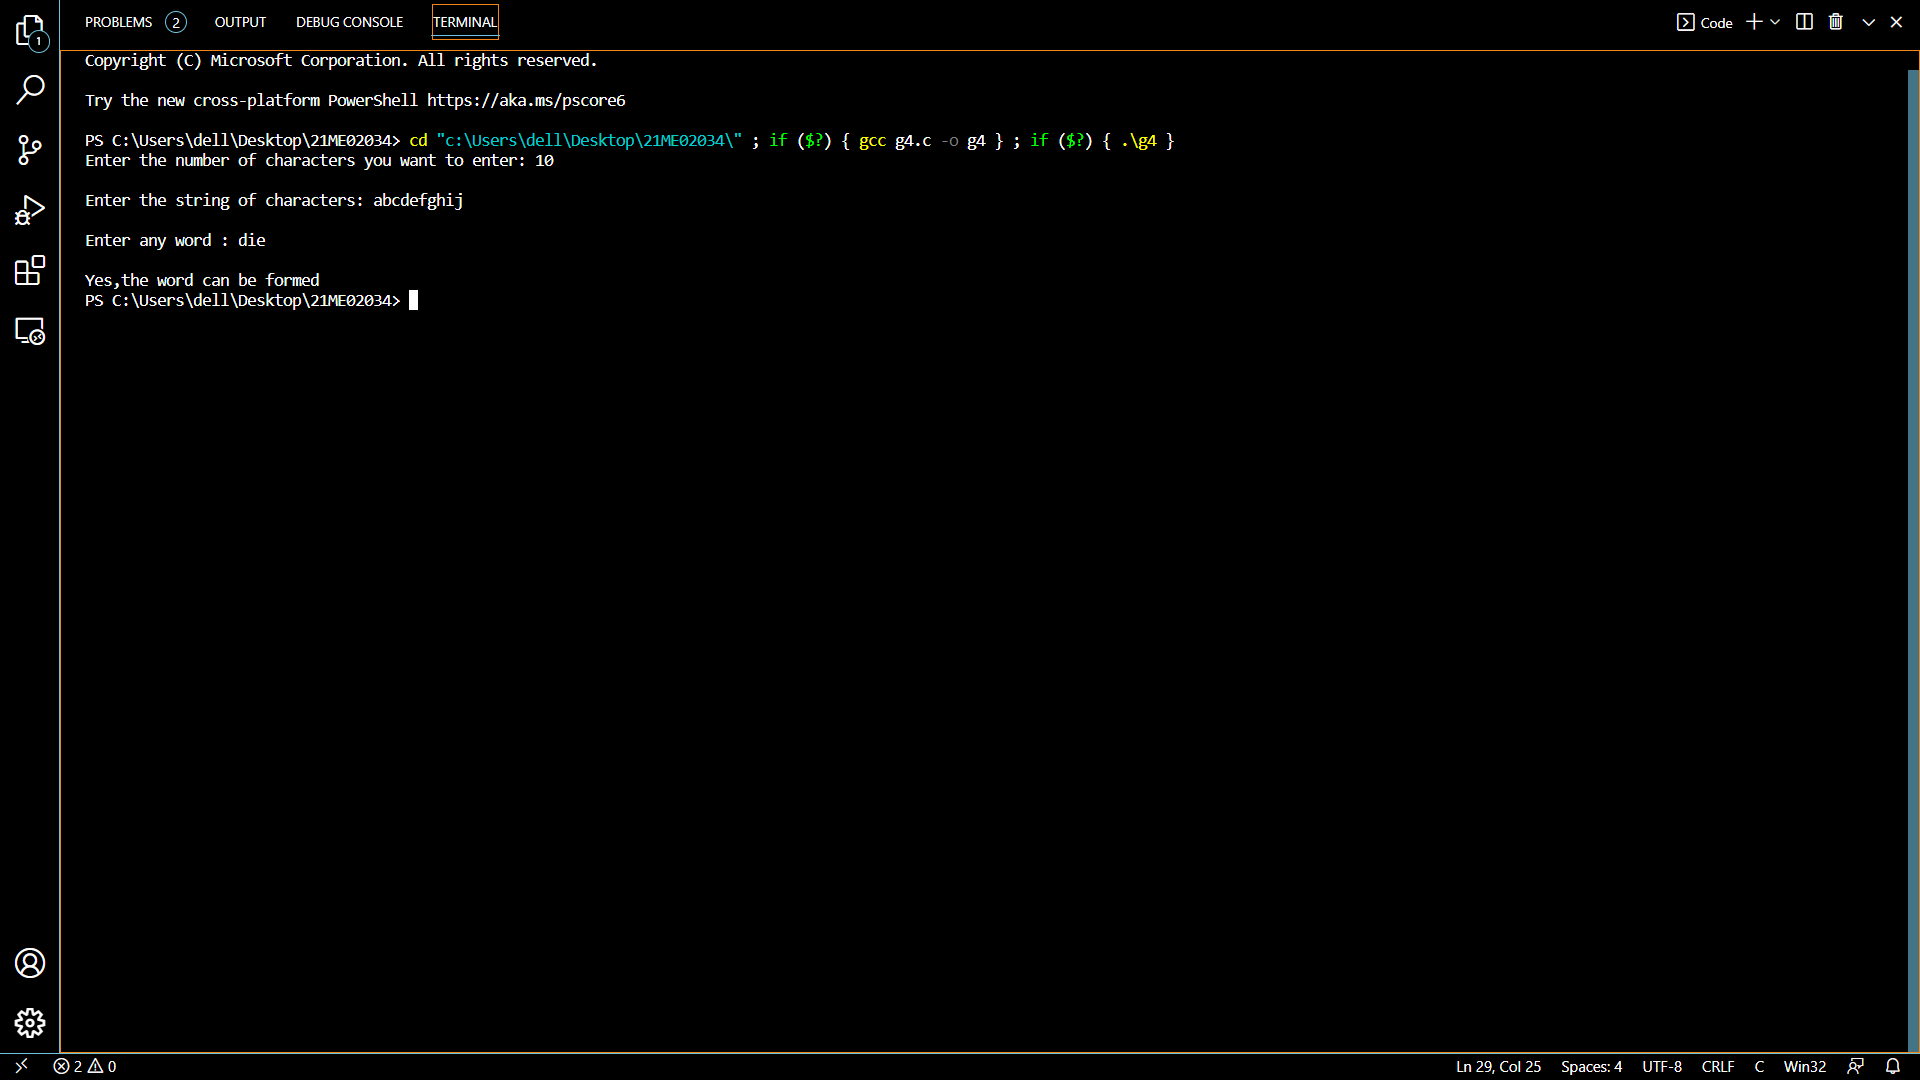 PROBLEMS 2 OUTPUT DEBUG CONSOLE TERMINAL Code
1
Copyright (C) Microsoft Corporation. All rights reserved.
Try the new cross-platform PowerShell https://aka.ms/pscore6
PS C:\Users\dell\Desktop\21ME02034> cd "c:\Users\dell\Desktop\21ME02034\" ; if ($?) { gcc g4.c -o g4 } ; if ($?) { .\g4 }
Enter the number of characters you want to enter: 10
Enter the string of characters: abcdefghij
Enter any word : die
Yes,the word can be formed
PS C:\Users\dell\Desktop\21ME02034>
2 0 Ln 29, Col 25 Spaces: 4 UTF-8 CRLF C Win32